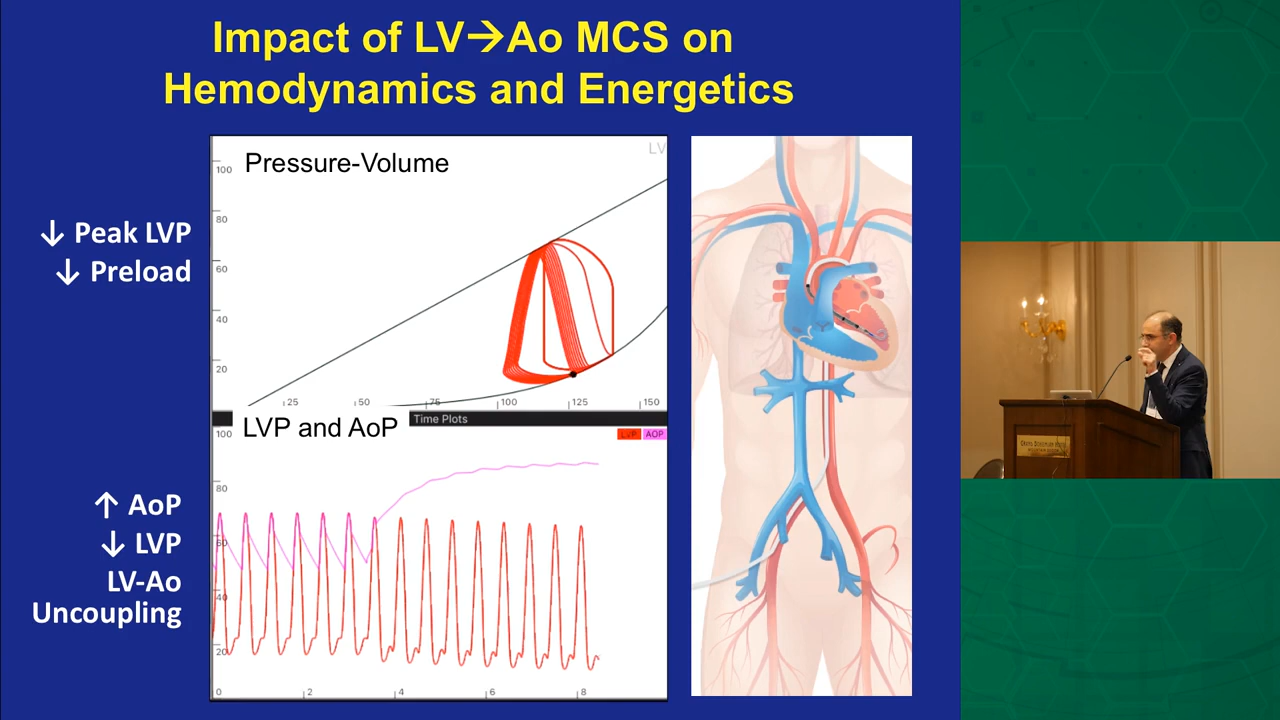 Impact of LV→Ao MCS on
Hemodynamics and Energetics
↓ Peak LVP
↓ Preload
Pressure-Volume
LV
100
80
60
40
20
25
50
75
100
125
150
LVP and AoP
Time Plots
LVP
AOP
100
80
60
40
20
0
2
4
6
8
↑ AoP
↓ LVP
LV-Ao
Uncoupling